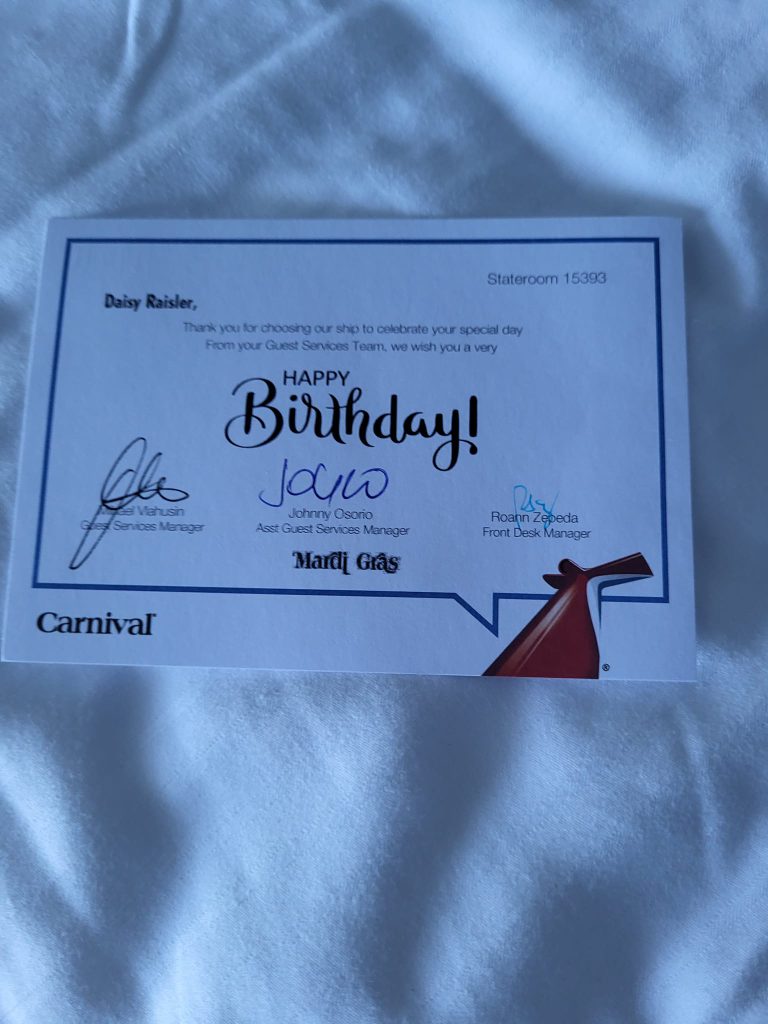 Stateroom 15393
Daisy Raisler,
Thank you for choosing our ship to celebrate your special day
From your Guest Services Team, we wish you a very
HAPPY
Birthday!
Johnny Osorio
Roann Zepeda
Guest Services Manager
Asst Guest Services Manager
Front Desk Manager
Mardi Gras
Carnival
®